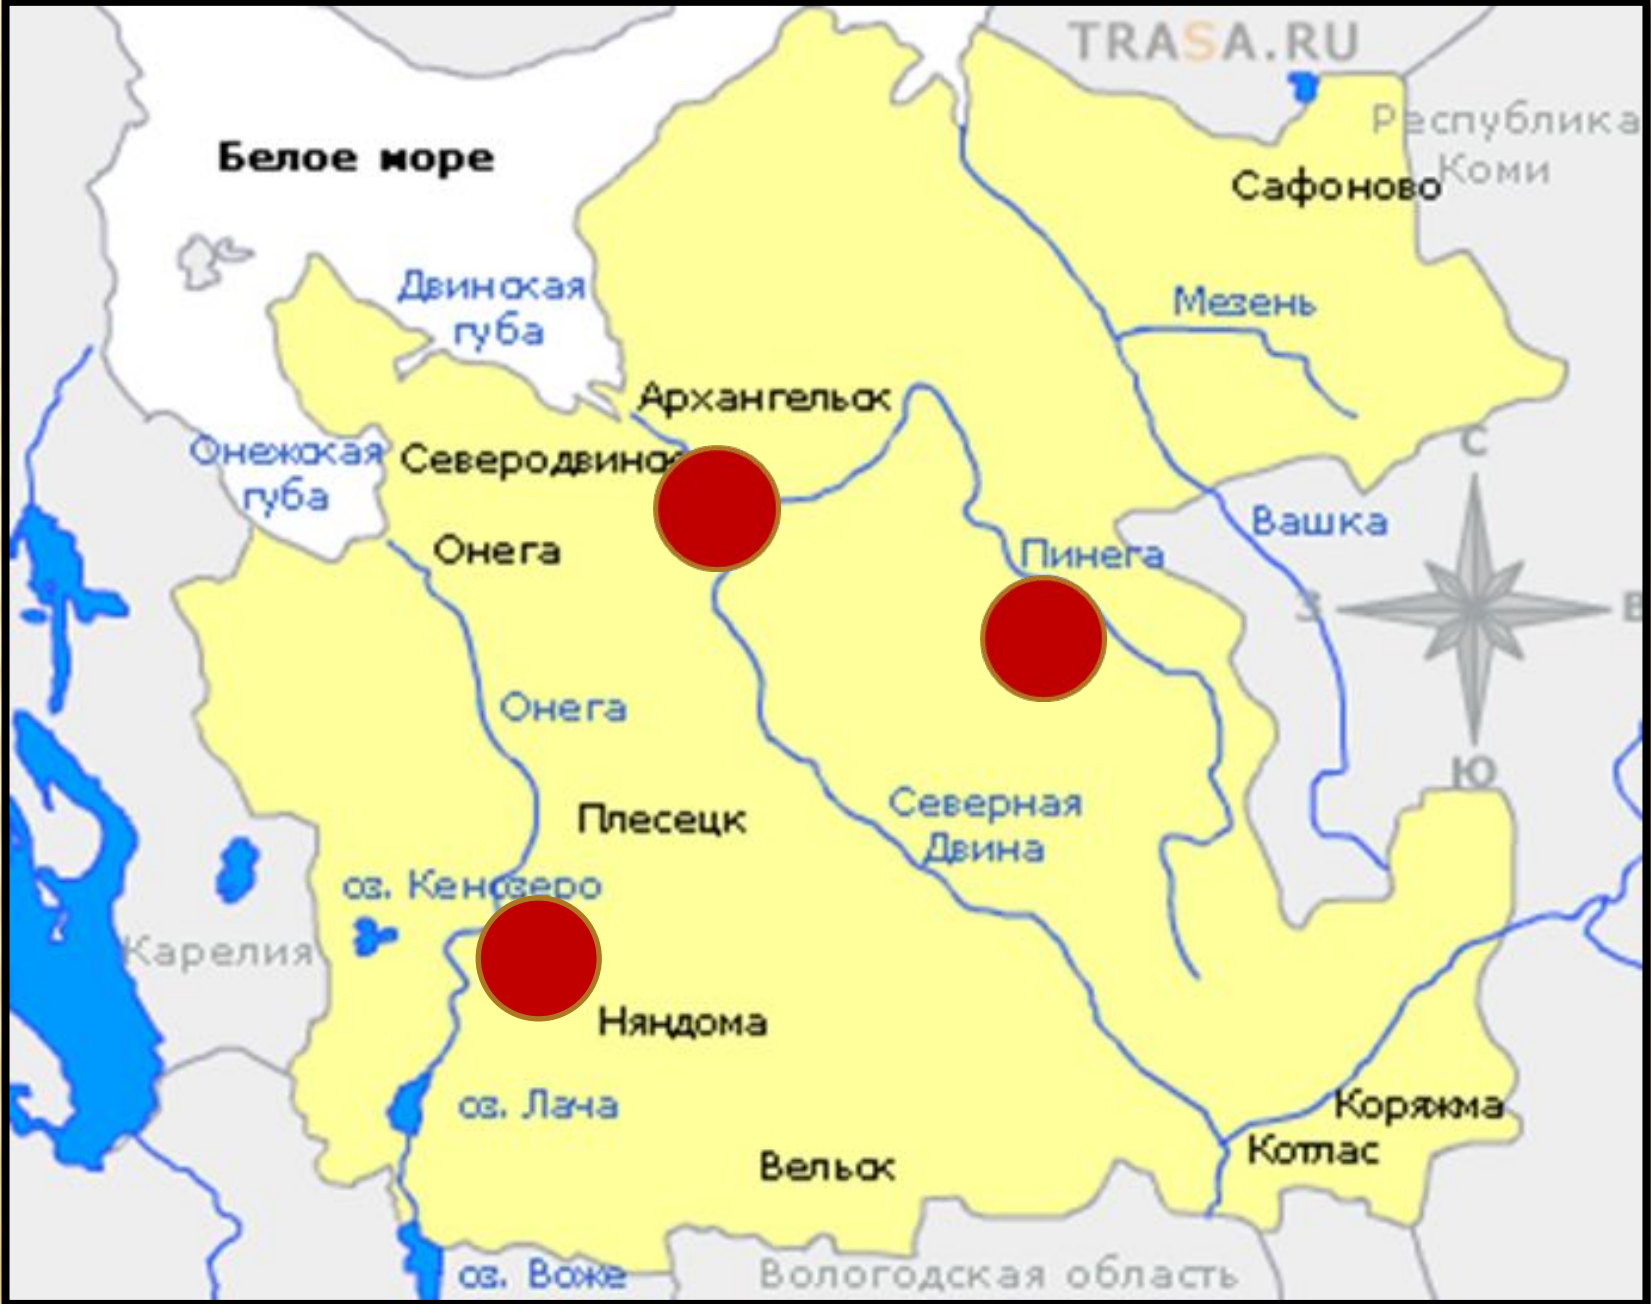 TRASA.RU
Республика
Коми
Белое море
Сафоново
Двинская
губа
Мезень
Архангельск
Онежская
губа
Северодвинск
С
Вашка
Онега
Пинега
З
В
Онега
Ю
Плесецк
Северная
Двина
оз. Кенозеро
Карелия
Няндома
оз. Лача
Коряжма
Котлас
Вельск
оз. Воже
Вологодская область